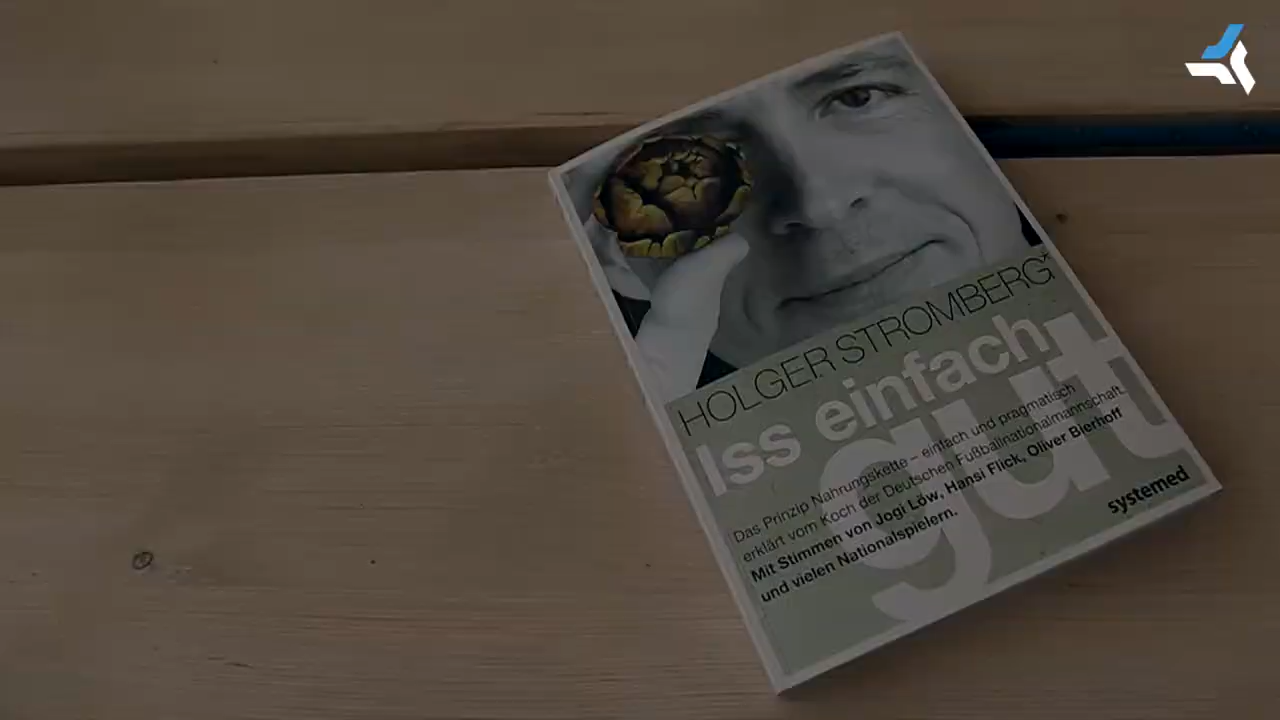 HOLGER STROMBERG*
Iss einfach
gut
Das Prinzip Nahrungskette – einfach und pragmatisch
erklärt vom Koch der Deutschen Fußballnationalmannschaft.
Mit Stimmen von Jogi Löw, Hansi Flick, Oliver Bierhoff
und vielen Nationalspielern.
systemed